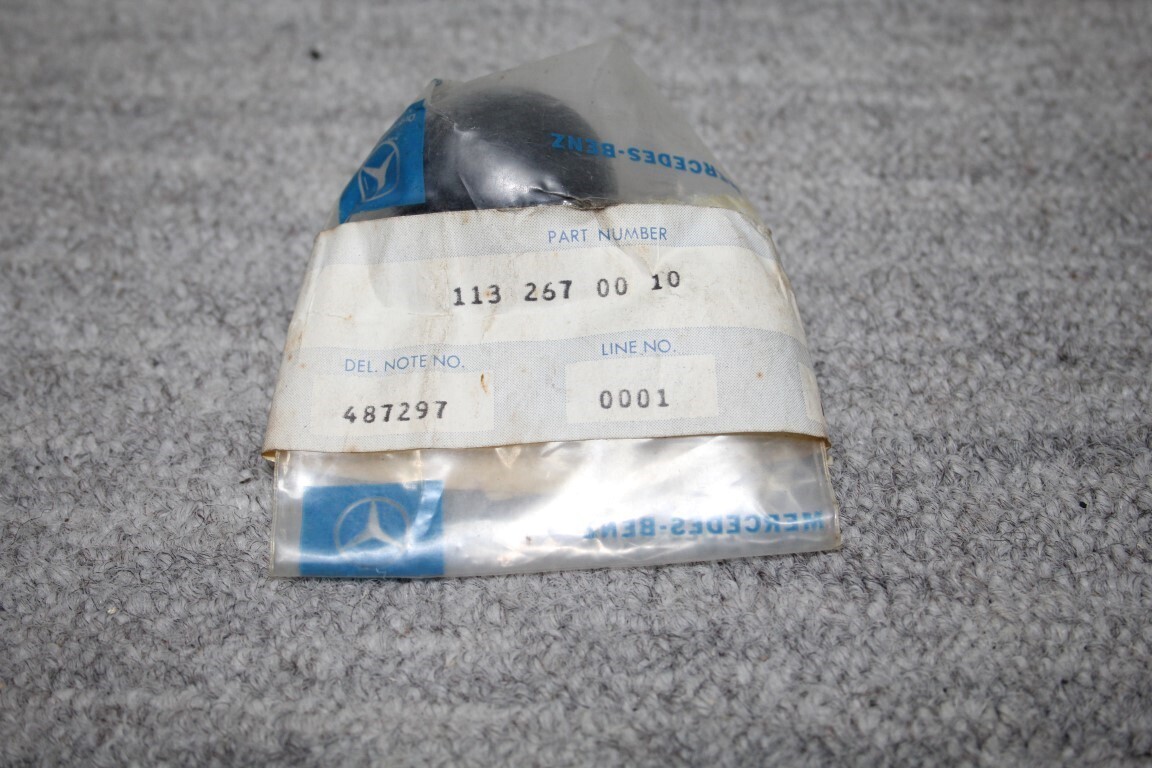 MERCEDES-BENZ
PART NUMBER
113 267 00 10
DEL. NOTE NO.
LINE NO.
487297
0001
MERCEDES-BENZ